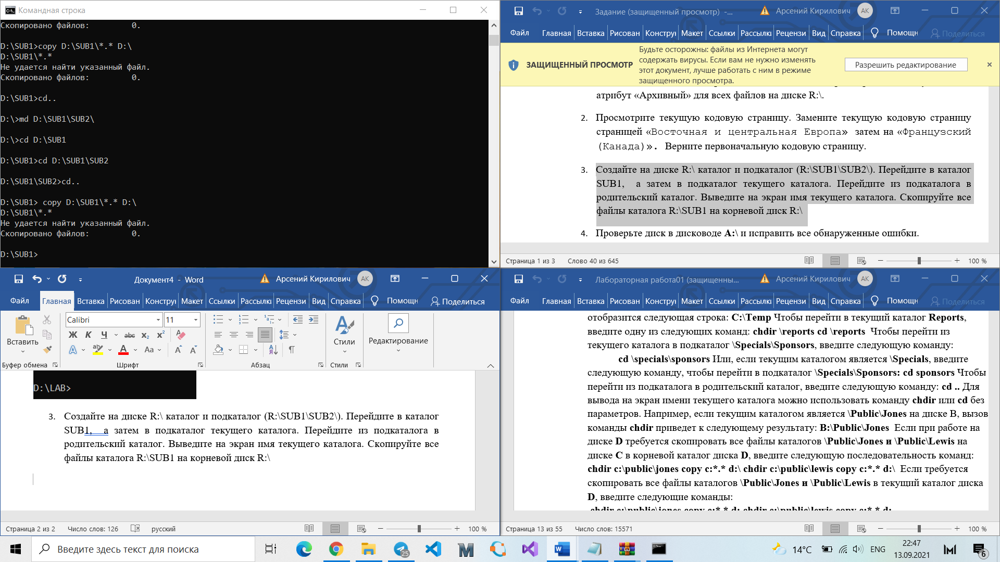 Командная строка
Скопировано файлов:         0.
D:\SUB1>copy D:\SUB1\*.* D:\
D:\SUB1\*.*
Не удается найти указанный файл.
Скопировано файлов:         0.
D:\SUB1>cd..
D:\>md D:\SUB1\SUB2\
D:\>cd D:\SUB1
D:\SUB1>cd D:\SUB1\SUB2
D:\SUB1\SUB2>cd..
D:\SUB1> copy D:\SUB1\*.* D:\
D:\SUB1\*.*
Не удается найти указанный файл.
Скопировано файлов:         0.
D:\SUB1>
Задание (защищенный просмотр) -...
Арсений Кирилович АК
Файл Главная Вставка Рисован Констру Макет Ссылки Рассылк Рецензи Вид Справка Помощн Поделиться
ЗАЩИЩЕННЫЙ ПРОСМОТР
Будьте осторожны: файлы из Интернета могут
содержать вирусы. Если вам не нужно изменять
этот документ, лучше работать с ним в режиме
защищенного просмотра.
Разрешить редактирование
атрибут «Архивный» для всех файлов на диске R:\.
2. Просмотрите текущую кодовую страницу. Замените текущую кодовую страницу
страницей «Восточная и центральная Европа» затем на «Французский
(Канада)». Верните первоначальную кодовую страницу.
3. Создайте на диске R:\ каталог и подкаталог (R:\SUB1\SUB2\). Перейдите в каталог
SUB1, а затем в подкаталог текущего каталога. Перейдите из подкаталога в
родительский каталог. Выведите на экран имя текущего каталога. Скопируйте все
файлы каталога R:\SUB1 на корневой диск R:\
4. Проверьте диск в дисководе A:\ и исправить все обнаруженные ошибки.
Страница 1 из 3 Слово 40 из 645 100 %
Документ4 - Word
Арсений Кирилович АК
Файл Главная Вставка Рисован Констру Макет Ссылки Рассылк Рецензи Вид Справка Помощн Поделиться
Вставить
Буфер обмена
Calibri 11
Ж К Ч abc x₂ x²
A ab A Aa A A
Шрифт
Абзац
Стили
Стили
Редактирование
D:\LAB>
3. Создайте на диске R:\ каталог и подкаталог (R:\SUB1\SUB2\). Перейдите в каталог
SUB1, а затем в подкаталог текущего каталога. Перейдите из подкаталога в
родительский каталог. Выведите на экран имя текущего каталога. Скопируйте все
файлы каталога R:\SUB1 на корневой диск R:\
Страница 2 из 2 Число слов: 126 русский 100 %
Лабораторная работа01 (защищенны...
Арсений Кирилович АК
Файл Главная Вставка Рисован Констру Макет Ссылки Рассылк Рецензи Вид Справка Помощн Поделиться
отобразится следующая строка: C:\Temp Чтобы перейти в текущий каталог Reports,
введите одну из следующих команд: chdir \reports cd \reports Чтобы перейти из
текущего каталога в подкаталог \Specials\Sponsors, введите следующую команду:
cd \specials\sponsors Или, если текущим каталогом является \Specials, введите
следующую команду, чтобы перейти в подкаталог \Specials\Sponsors: cd sponsors Чтобы
перейти из подкаталога в родительский каталог, введите следующую команду: cd .. Для
вывода на экран имени текущего каталога можно использовать команду chdir или cd без
параметров. Например, если текущим каталогом является \Public\Jones на диске B, вызов
команды chdir приведет к следующему результату: B:\Public\Jones Если при работе на
диске D требуется скопировать все файлы каталогов \Public\Jones и \Public\Lewis на
диске C в корневой каталог диска D, введите следующую последовательность команд:
chdir c:\public\jones copy c:*.* d:\ chdir c:\public\lewis copy c:*.* d:\ Если требуется
скопировать все файлы каталогов \Public\Jones и \Public\Lewis в текущий каталог диска
D, введите следующие команды:
chdir c:\public\jones copy c:*.* d: chdir c:\public\lewis copy c:*.* d:
Страница 13 из 55 Число слов: 15571 100 %
Введите здесь текст для поиска
25
14°C
ENG
22:47
13.09.2021
6